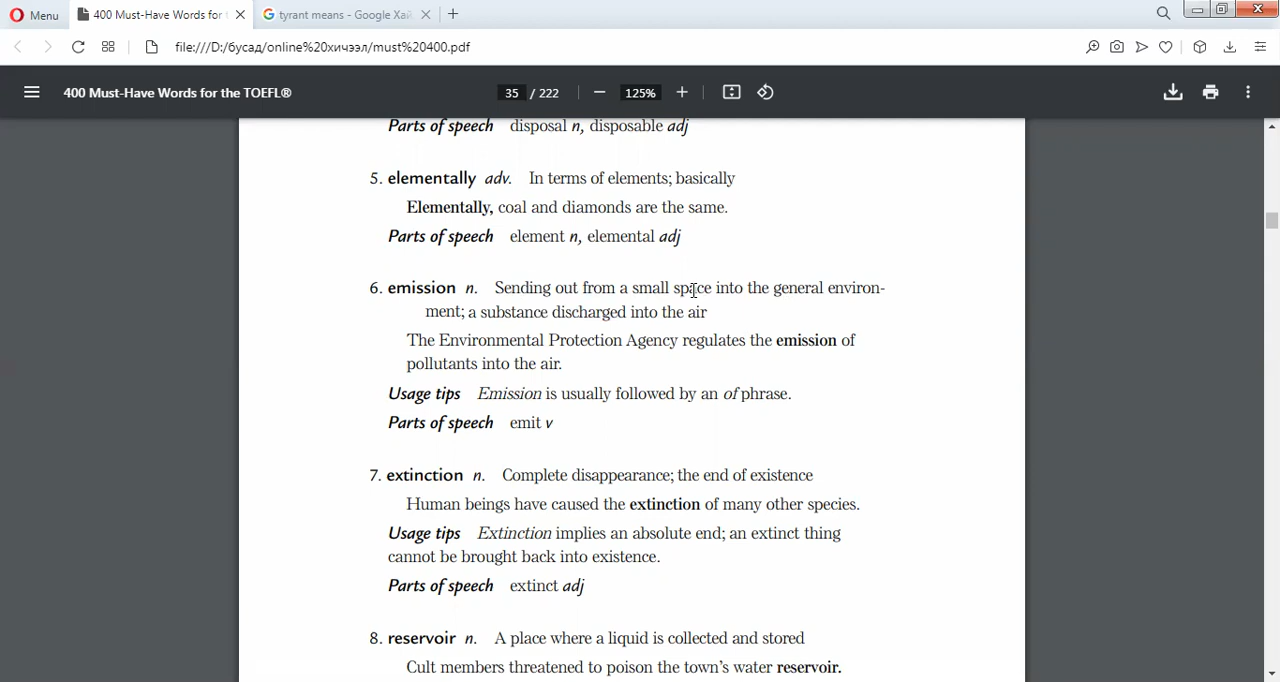 Menu
400 Must-Have Words for
tyrant means - Google Хай
file:///D:/бусад/online%20хичээл/must%20400.pdf
400 Must-Have Words for the TOEFL®
35 / 222
125%
Parts of speech disposal n, disposable adj
5. elementally adv. In terms of elements; basically
Elementally, coal and diamonds are the same.
Parts of speech element n, elemental adj
6. emission n. Sending out from a small space into the general environ-
ment; a substance discharged into the air
The Environmental Protection Agency regulates the emission of
pollutants into the air.
Usage tips Emission is usually followed by an of phrase.
Parts of speech emit v
7. extinction n. Complete disappearance; the end of existence
Human beings have caused the extinction of many other species.
Usage tips Extinction implies an absolute end; an extinct thing
cannot be brought back into existence.
Parts of speech extinct adj
8. reservoir n. A place where a liquid is collected and stored
Cult members threatened to poison the town's water reservoir.